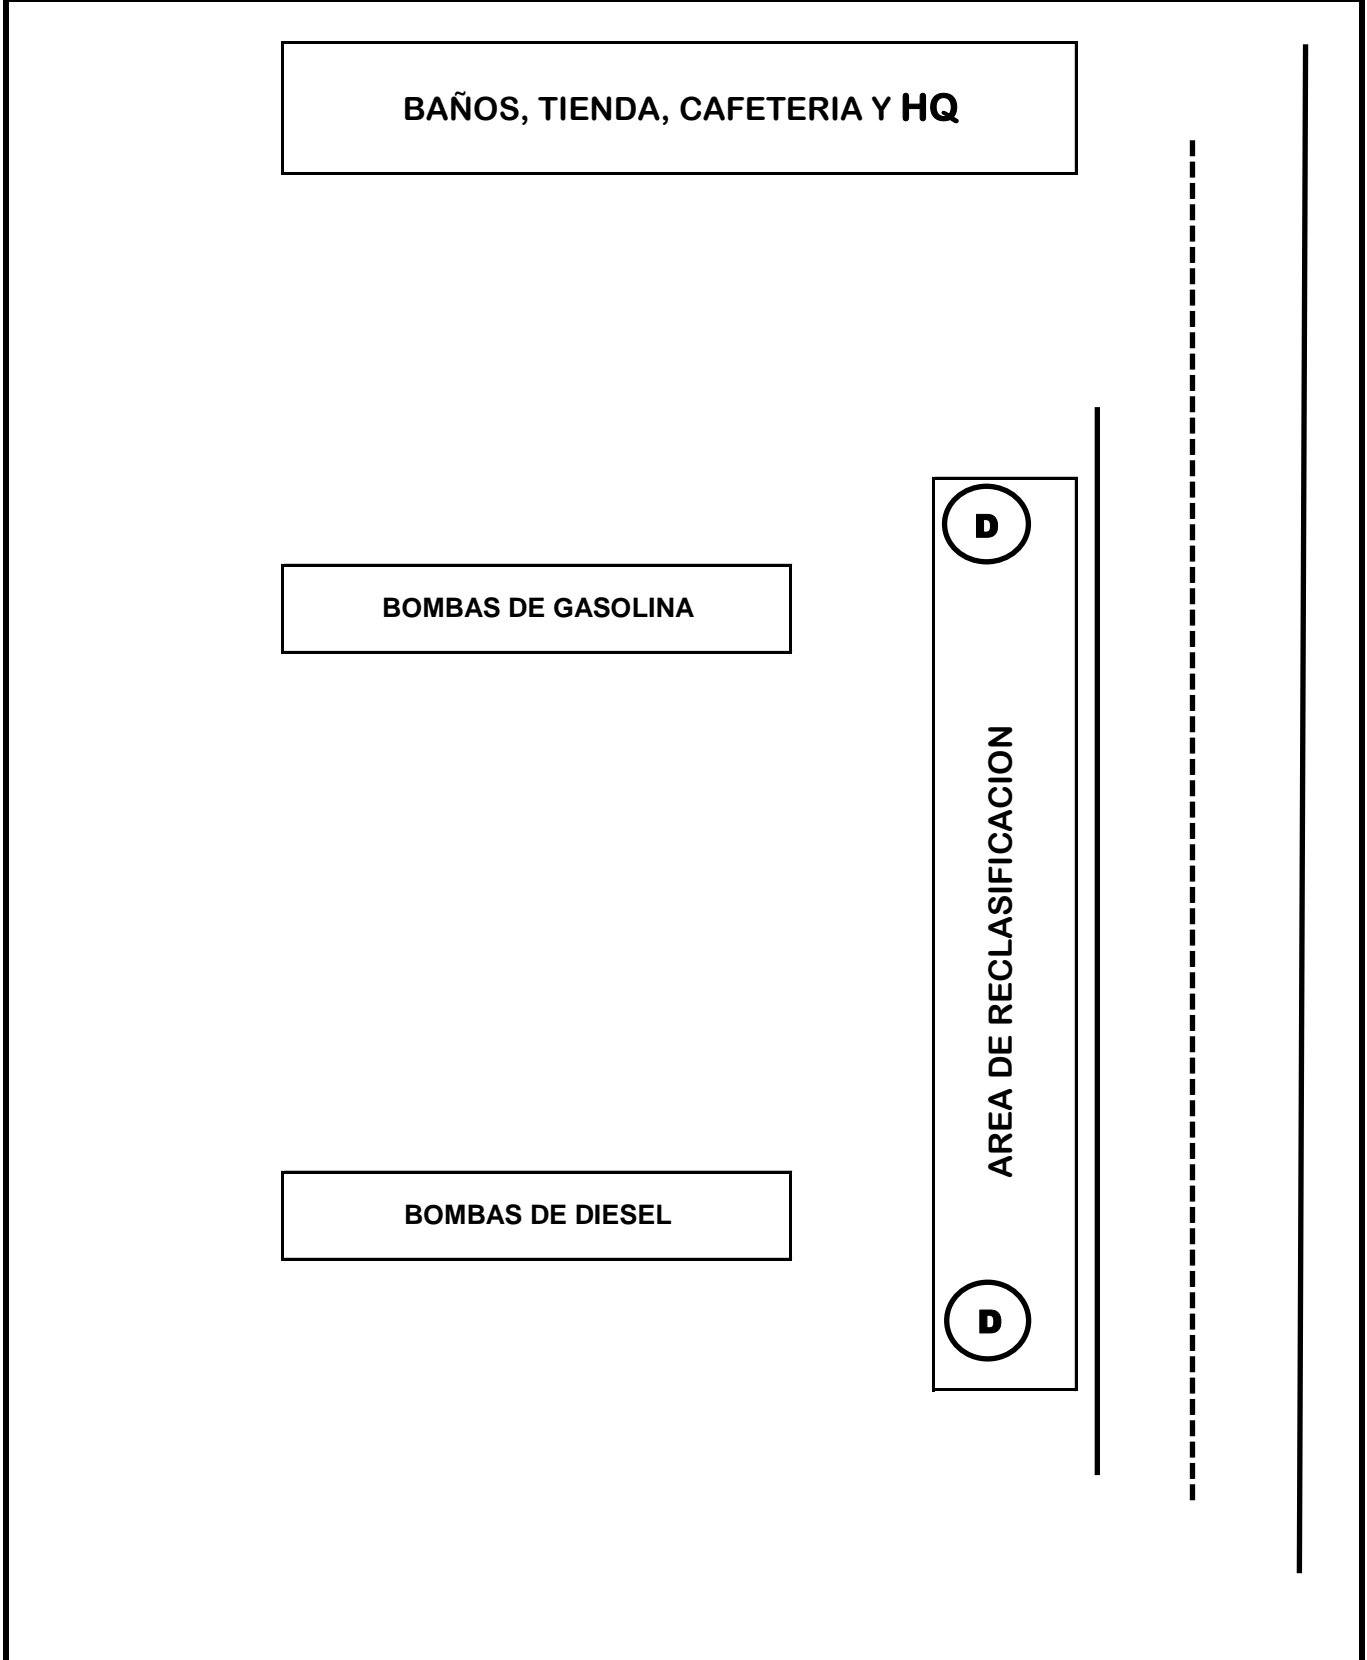 BAÑOS, TIENDA, CAFETERIA Y HQ
D
BOMBAS DE GASOLINA
AREA DE RECLASIFICACION
BOMBAS DE DIESEL
D